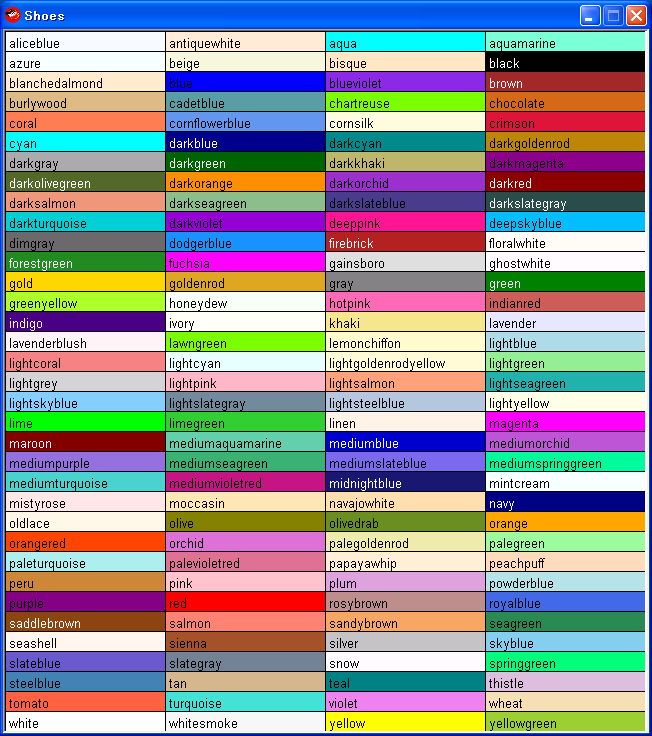 Shoes
aliceblue antiquewhite aqua aquamarine
azure beige bisque black
blanchedalmond blue blueviolet brown
burlywood cadetblue chartreuse chocolate
coral cornflowerblue cornsilk crimson
cyan darkblue darkcyan darkgoldenrod
darkgray darkgreen darkkhaki darkmagenta
darkolivegreen darkorange darkorchid darkred
darksalmon darkseagreen darkslateblue darkslategray
darkturquoise darkviolet deeppink deepskyblue
dimgray dodgerblue firebrick floralwhite
forestgreen fuchsia gainsboro ghostwhite
gold goldenrod gray green
greenyellow honeydew hotpink indianred
indigo ivory khaki lavender
lavenderblush lawngreen lemonchiffon lightblue
lightcoral lightcyan lightgoldenrodyellow lightgreen
lightgrey lightpink lightsalmon lightseagreen
lightskyblue lightslategray lightsteelblue lightyellow
lime limegreen linen magenta
maroon mediumaquamarine mediumblue mediumorchid
mediumpurple mediumseagreen mediumslateblue mediumspringgreen
mediumturquoise mediumvioletred midnightblue mintcream
mistyrose moccasin navajowhite navy
oldlace olive olivedrab orange
orangered orchid palegoldenrod palegreen
paleturquoise palevioletred papayawhip peachpuff
peru pink plum powderblue
purple red rosybrown royalblue
saddlebrown salmon sandybrown seagreen
seashell sienna silver skyblue
slateblue slategray snow springgreen
steelblue tan teal thistle
tomato turquoise violet wheat
white whitesmoke yellow yellowgreen